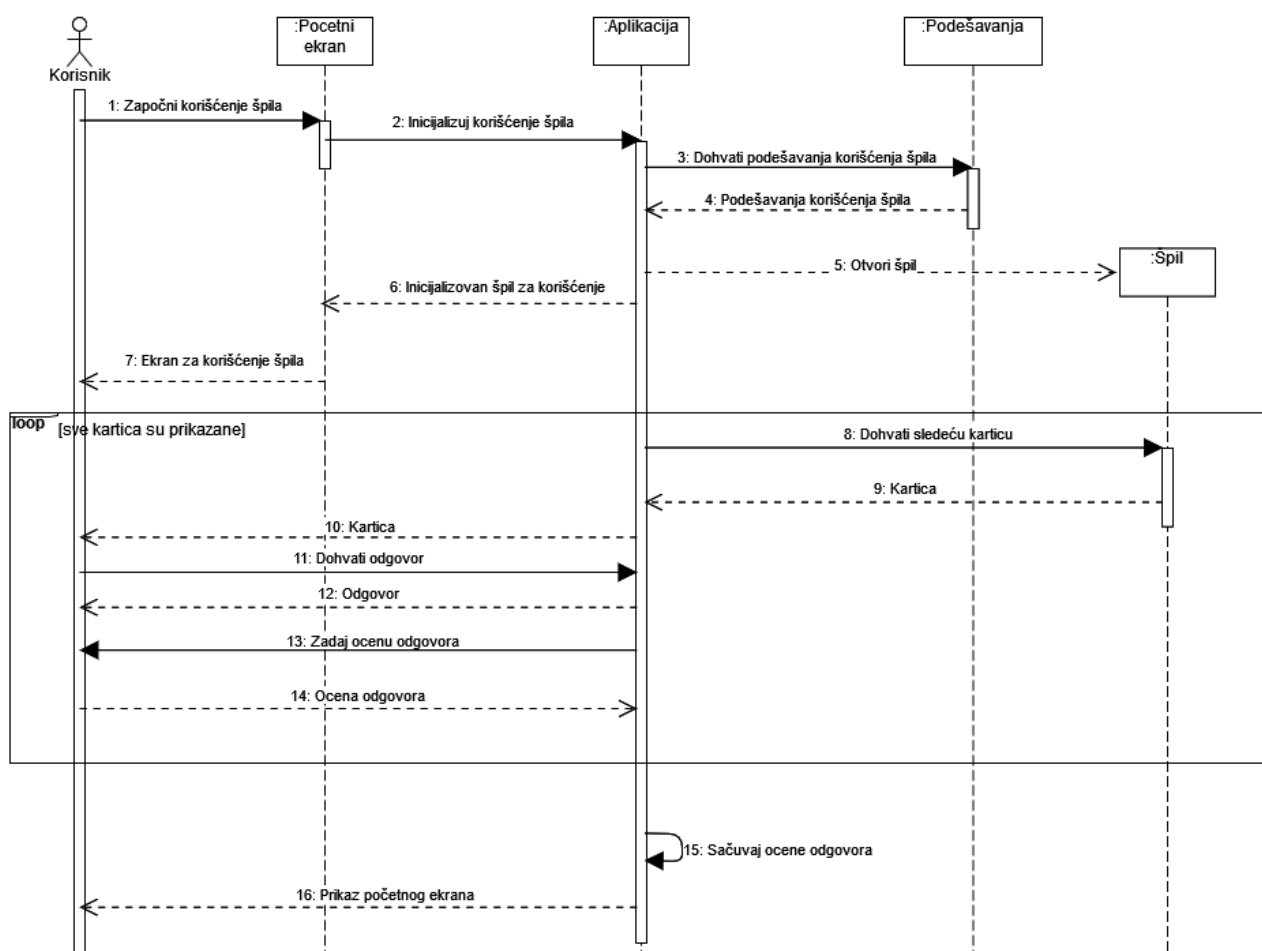 :Pocetni
ekran
:Aplikacija
:Podešavanja
Korisnik
1: Započni korišćenje špila
2: Inicijalizuj korišćenje špila
3: Dohvati podešavanja korišćenja špila
4: Podešavanja korišćenja špila
:Špil
5: Otvori špil
6: Inicijalizovan špil za korišćenje
7: Ekran za korišćenje špila
loop
[sve kartica su prikazane]
8: Dohvati sledeću karticu
9: Kartica
10: Kartica
11: Dohvati odgovor
12: Odgovor
13: Zadaj ocenu odgovora
14: Ocena odgovora
15: Sačuvaj ocene odgovora
16: Prikaz početnog ekrana